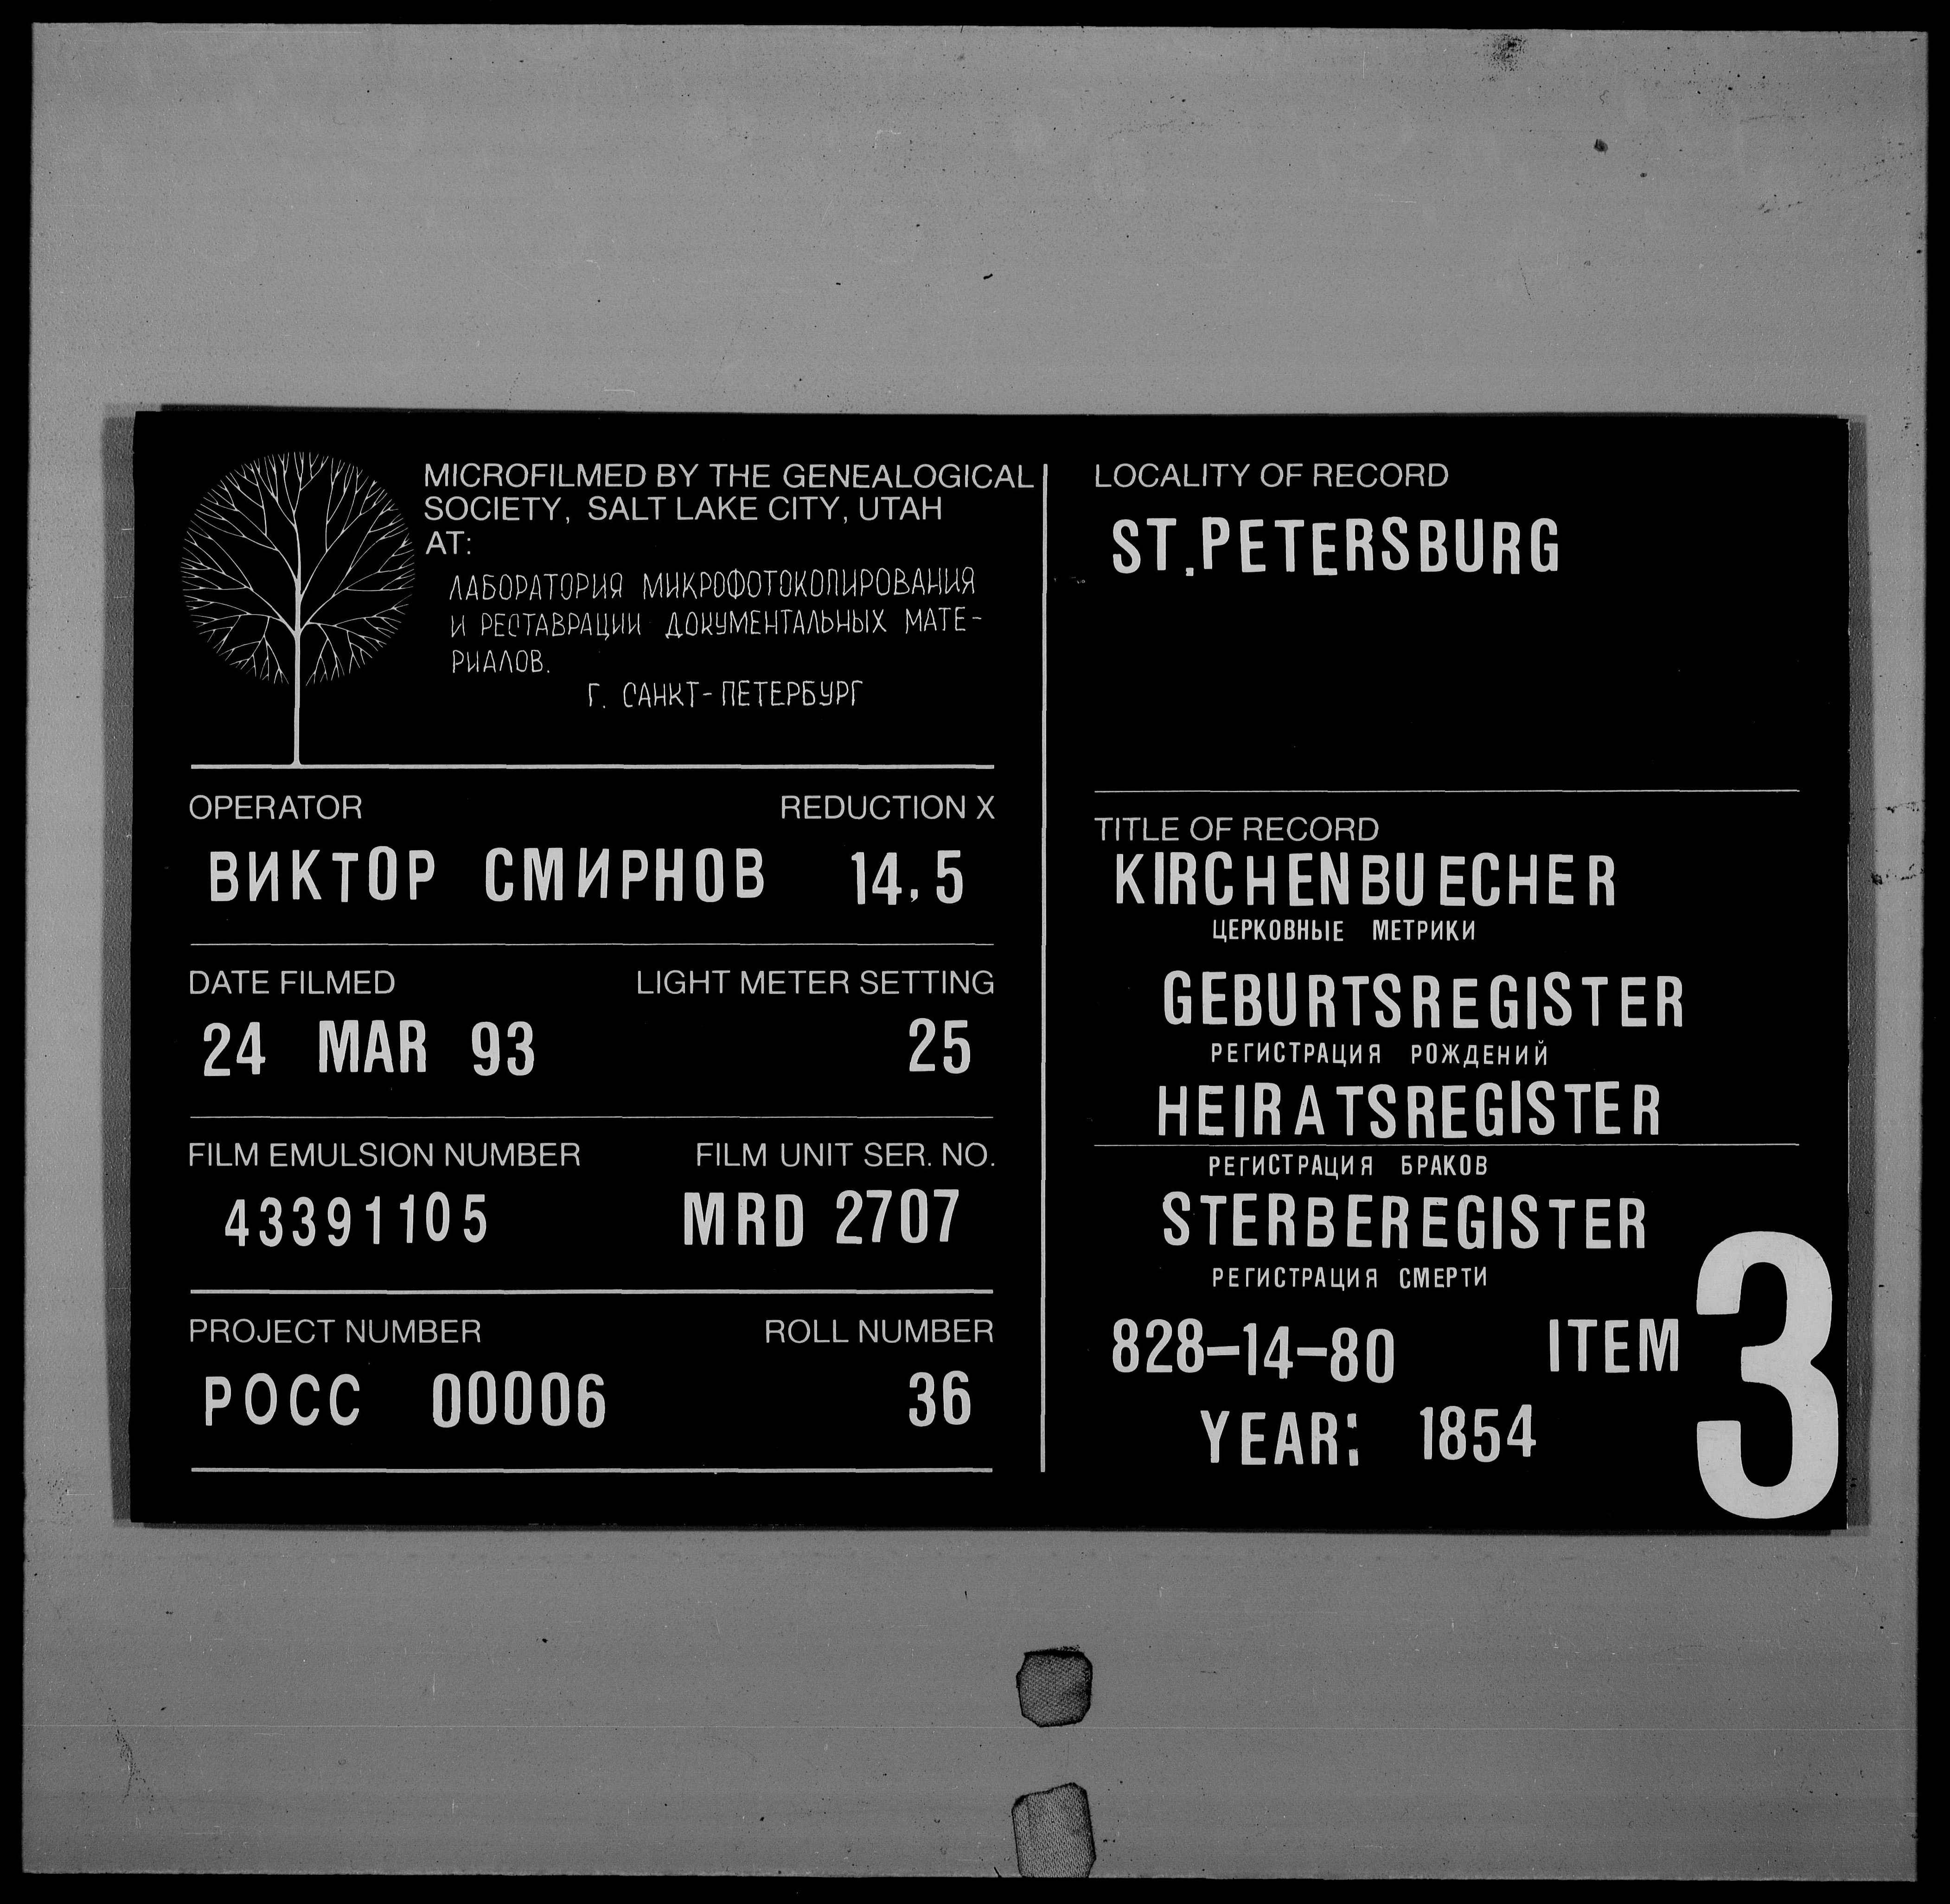 MICROFILMED BY THE GENEALOGICAL
SOCIETY, SALT LAKE CITY, UTAH
AT:
ЛАБОРАТОРИЯ МИКРОФОТОКОПИРОВАНИЯ
И РЕСТАВРАЦИИ ДОКУМЕНТАЛЬНЫХ МАТЕ-
РИАЛОВ.
Г. САНКТ-ПЕТЕРБУРГ
OPERATOR REDUCTION X
ВИКТОР СМИРНОВ 14,5
DATE FILMED LIGHT METER SETTING
24 MAR 93 25
FILM EMULSION NUMBER FILM UNIT SER. NO.
43391105 MRD 2707
PROJECT NUMBER ROLL NUMBER
РОСС 00006 36
LOCALITY OF RECORD
ST.PETERSBURG
TITLE OF RECORD
KIRCHENBUECHER
ЦЕРКОВНЫЕ МЕТРИКИ
GEBURTSREGISTER
РЕГИСТРАЦИЯ РОЖДЕНИЙ
HEIRATSREGISTER
РЕГИСТРАЦИЯ БРАКОВ
STERBEREGISTER
РЕГИСТРАЦИЯ СМЕРТИ
828-14-80 ITEM 3
YEAR: 1854